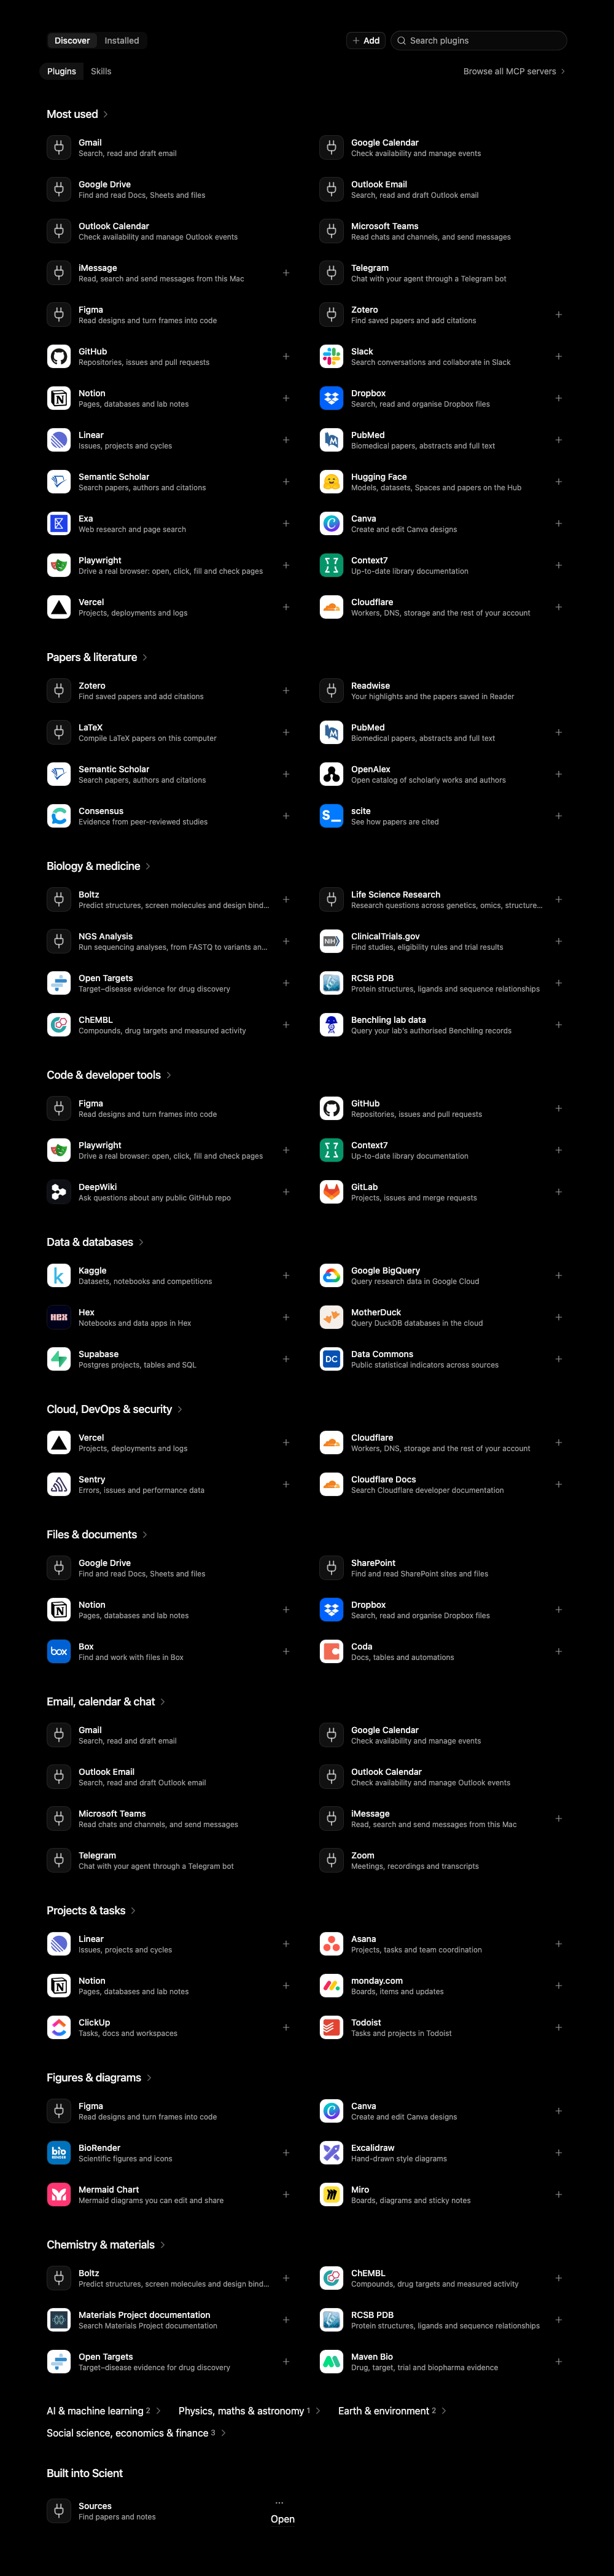 Discover
Installed
Add
Search plugins
Plugins
Skills
Browse all MCP servers
Most used
Gmail
Search, read and draft email
Google Calendar
Check availability and manage events
Google Drive
Find and read Docs, Sheets and files
Outlook Email
Search, read and draft Outlook email
Outlook Calendar
Check availability and manage Outlook events
Microsoft Teams
Read chats and channels, and send messages
iMessage
Read, search and send messages from this Mac
Telegram
Chat with your agent through a Telegram bot
Figma
Read designs and turn frames into code
Zotero
Find saved papers and add citations
GitHub
Repositories, issues and pull requests
Slack
Search conversations and collaborate in Slack
Notion
Pages, databases and lab notes
Dropbox
Search, read and organise Dropbox files
Linear
Issues, projects and cycles
PubMed
Biomedical papers, abstracts and full text
Semantic Scholar
Search papers, authors and citations
Hugging Face
Models, datasets, Spaces and papers on the Hub
Exa
Web research and page search
Canva
Create and edit Canva designs
Playwright
Drive a real browser: open, click, fill and check pages
Context7
Up-to-date library documentation
Vercel
Projects, deployments and logs
Cloudflare
Workers, DNS, storage and the rest of your account
Papers & literature
Zotero
Find saved papers and add citations
Readwise
Your highlights and the papers saved in Reader
LaTeX
Compile LaTeX papers on this computer
PubMed
Biomedical papers, abstracts and full text
Semantic Scholar
Search papers, authors and citations
OpenAlex
Open catalog of scholarly works and authors
Consensus
Evidence from peer-reviewed studies
scite
See how papers are cited
Biology & medicine
Boltz
Predict structures, screen molecules and design bind...
Life Science Research
Research questions across genetics, omics, structure...
NGS Analysis
Run sequencing analyses, from FASTQ to variants an...
NIH
ClinicalTrials.gov
Find studies, eligibility rules and trial results
Open Targets
Target–disease evidence for drug discovery
RCSB PDB
Protein structures, ligands and sequence relationships
ChEMBL
Compounds, drug targets and measured activity
Benchling lab data
Query your lab's authorised Benchling records
Code & developer tools
Figma
Read designs and turn frames into code
GitHub
Repositories, issues and pull requests
Playwright
Drive a real browser: open, click, fill and check pages
Context7
Up-to-date library documentation
DeepWiki
Ask questions about any public GitHub repo
GitLab
Projects, issues and merge requests
Data & databases
Kaggle
Datasets, notebooks and competitions
Google BigQuery
Query research data in Google Cloud
HEX
Hex
Notebooks and data apps in Hex
MotherDuck
Query DuckDB databases in the cloud
Supabase
Postgres projects, tables and SQL
DC
Data Commons
Public statistical indicators across sources
Cloud, DevOps & security
Vercel
Projects, deployments and logs
Cloudflare
Workers, DNS, storage and the rest of your account
Sentry
Errors, issues and performance data
Cloudflare Docs
Search Cloudflare developer documentation
Files & documents
Google Drive
Find and read Docs, Sheets and files
SharePoint
Find and read SharePoint sites and files
Notion
Pages, databases and lab notes
Dropbox
Search, read and organise Dropbox files
box
Box
Find and work with files in Box
Coda
Docs, tables and automations
Email, calendar & chat
Gmail
Search, read and draft email
Google Calendar
Check availability and manage events
Outlook Email
Search, read and draft Outlook email
Outlook Calendar
Check availability and manage Outlook events
Microsoft Teams
Read chats and channels, and send messages
iMessage
Read, search and send messages from this Mac
Telegram
Chat with your agent through a Telegram bot
Zoom
Meetings, recordings and transcripts
Projects & tasks
Linear
Issues, projects and cycles
Asana
Projects, tasks and team coordination
Notion
Pages, databases and lab notes
monday.com
Boards, items and updates
ClickUp
Tasks, docs and workspaces
Todoist
Tasks and projects in Todoist
Figures & diagrams
Figma
Read designs and turn frames into code
Canva
Create and edit Canva designs
bio
BioRender
Scientific figures and icons
Excalidraw
Hand-drawn style diagrams
Mermaid Chart
Mermaid diagrams you can edit and share
Miro
Boards, diagrams and sticky notes
Chemistry & materials
Boltz
Predict structures, screen molecules and design bind...
ChEMBL
Compounds, drug targets and measured activity
Materials Project documentation
Search Materials Project documentation
RCSB PDB
Protein structures, ligands and sequence relationships
Open Targets
Target–disease evidence for drug discovery
Maven Bio
Drug, target, trial and biopharma evidence
AI & machine learning 2
Physics, maths & astronomy 1
Earth & environment 2
Social science, economics & finance 3
Built into Scient
Sources
Find papers and notes
...
Open